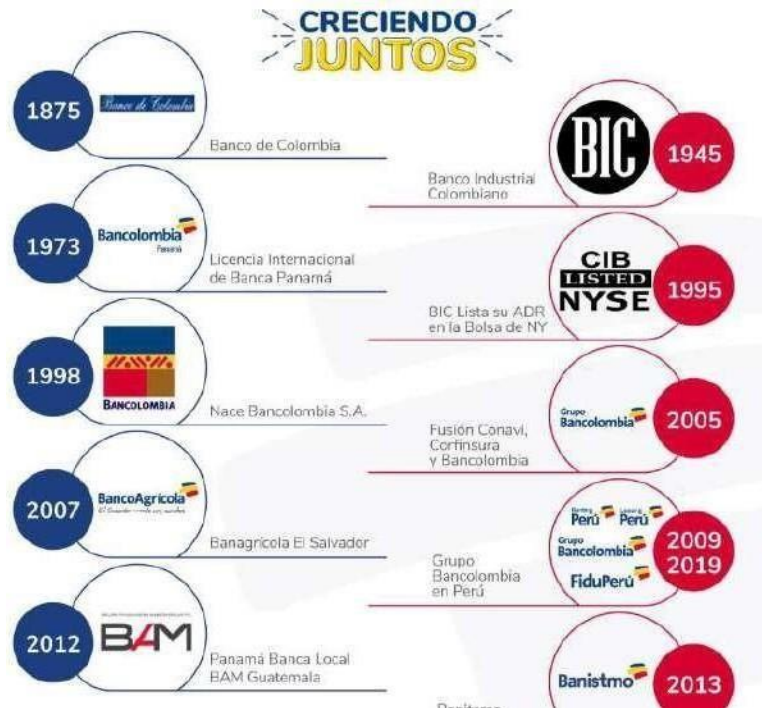 CRECIENDO
JUNTOS
1875
Banco de Colombia
Banco de Colombia
BIC
1945
Banco Industrial
Colombiano
1973
Bancolombia
Panamá
Licencia Internacional
de Banca Panamá
CIB
LISTED
NYSE
1995
BIC Lista su ADR
en la Bolsa de NY
1998
BANCOLOMBIA
Nace Bancolombia S.A.
Grupo
Bancolombia
2005
Fusión Conavi,
Corfinsura
y Bancolombia
2007
BancoAgrícola
Banagrícola El Salvador
Perú Perú
Grupo
Bancolombia
FiduPerú
2009
2019
Grupo
Bancolombia
en Perú
2012
BAM
Panamá Banca Local
BAM Guatemala
Banistmo
2013